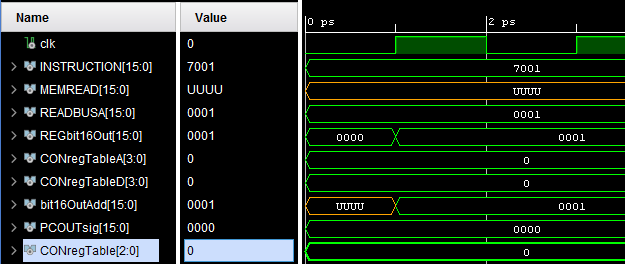 Name Value 0 ps 2 ps
clk 0
INSTRUCTION[15:0] 7001 7001
MEMREAD[15:0] UUUU UUUU
READBUSA[15:0] 0001 0001
REGbit16Out[15:0] 0001 0000 0001
CONregTableA[3:0] 0 0
CONregTableD[3:0] 0 0
bit16OutAdd[15:0] 0001 UUUU 0001
PCOUTsig[15:0] 0000 0000
CONregTable[2:0] 0 0